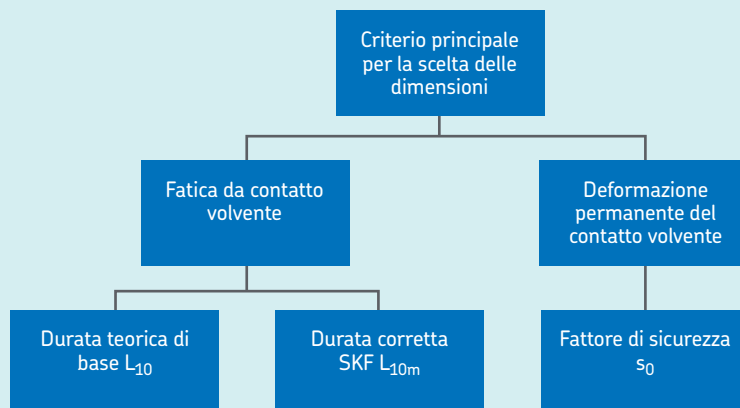 Criterio principale
per la scelta delle
dimensioni
Fatica da contatto
volvente
Deformazione
permanente del
contatto volvente
Durata teorica di
base L10
Durata corretta
SKF L10m
Fattore di sicurezza
s0